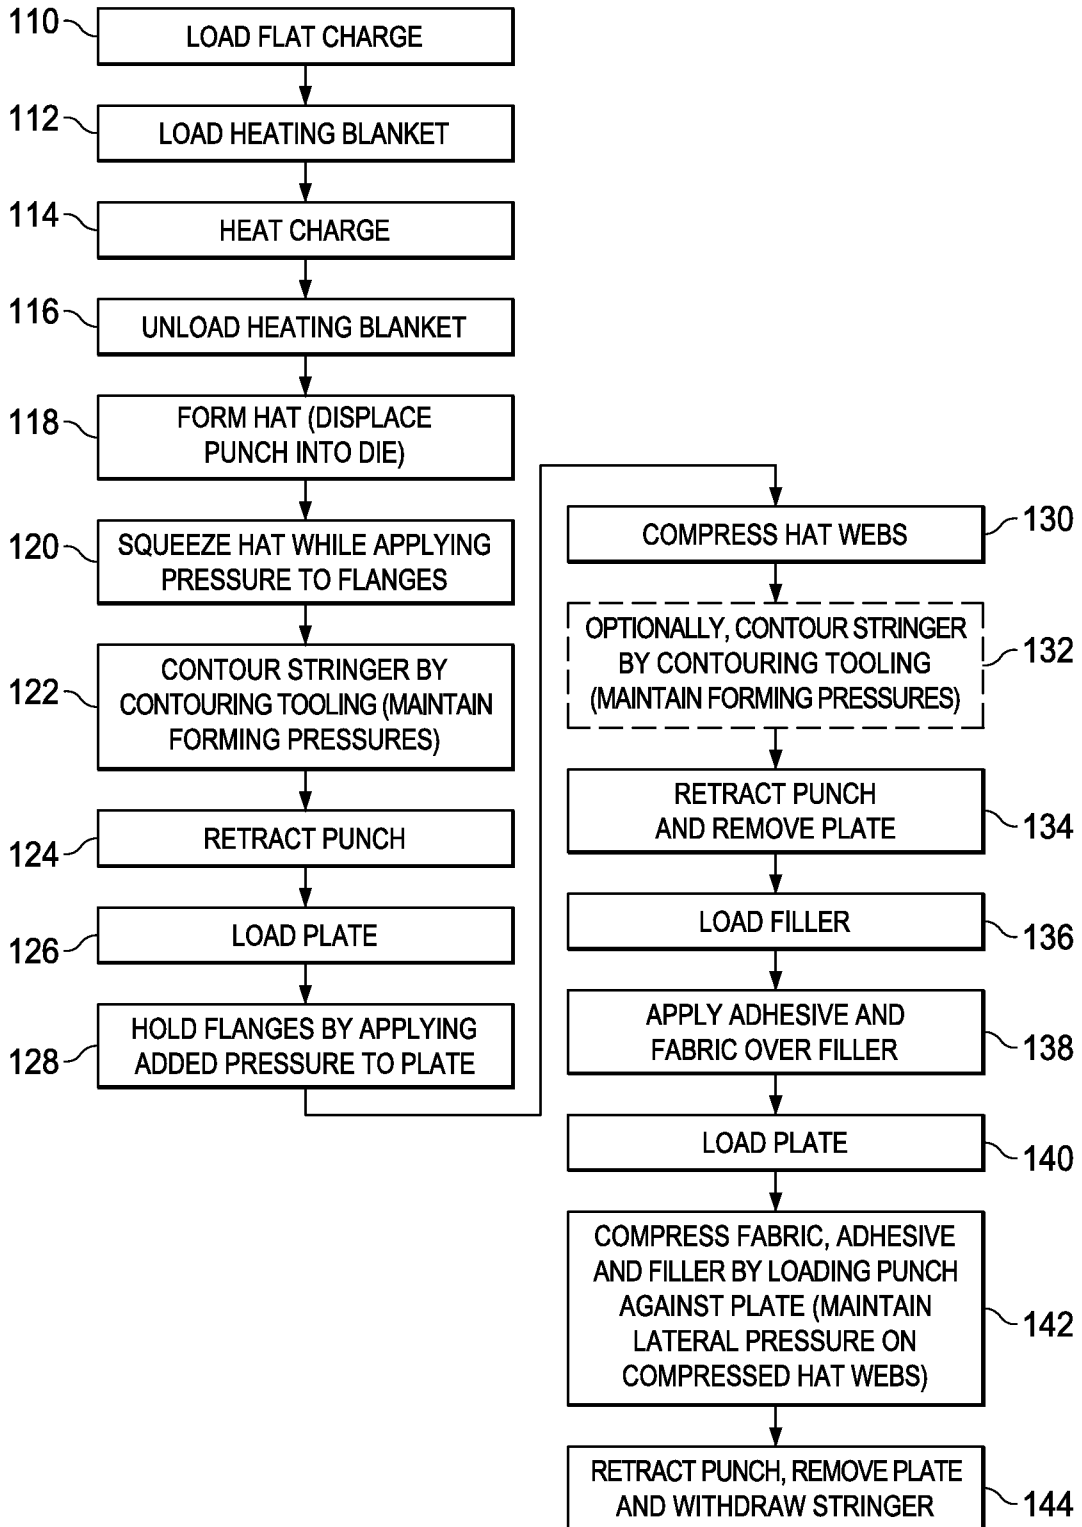 110
LOAD FLAT CHARGE
112
LOAD HEATING BLANKET
114
HEAT CHARGE
116
UNLOAD HEATING BLANKET
118
FORM HAT (DISPLACE
PUNCH INTO DIE)
120
SQUEEZE HAT WHILE APPLYING
PRESSURE TO FLANGES
122
CONTOUR STRINGER BY
CONTOURING TOOLING (MAINTAIN
FORMING PRESSURES)
124
RETRACT PUNCH
126
LOAD PLATE
128
HOLD FLANGES BY APPLYING
ADDED PRESSURE TO PLATE
COMPRESS HAT WEBS
130
OPTIONALLY, CONTOUR STRINGER
BY CONTOURING TOOLING
(MAINTAIN FORMING PRESSURES)
132
RETRACT PUNCH
AND REMOVE PLATE
134
LOAD FILLER
136
APPLY ADHESIVE AND
FABRIC OVER FILLER
138
LOAD PLATE
140
COMPRESS FABRIC, ADHESIVE
AND FILLER BY LOADING PUNCH
AGAINST PLATE (MAINTAIN
LATERAL PRESSURE ON
COMPRESSED HAT WEBS)
142
RETRACT PUNCH, REMOVE PLATE
AND WITHDRAW STRINGER
144